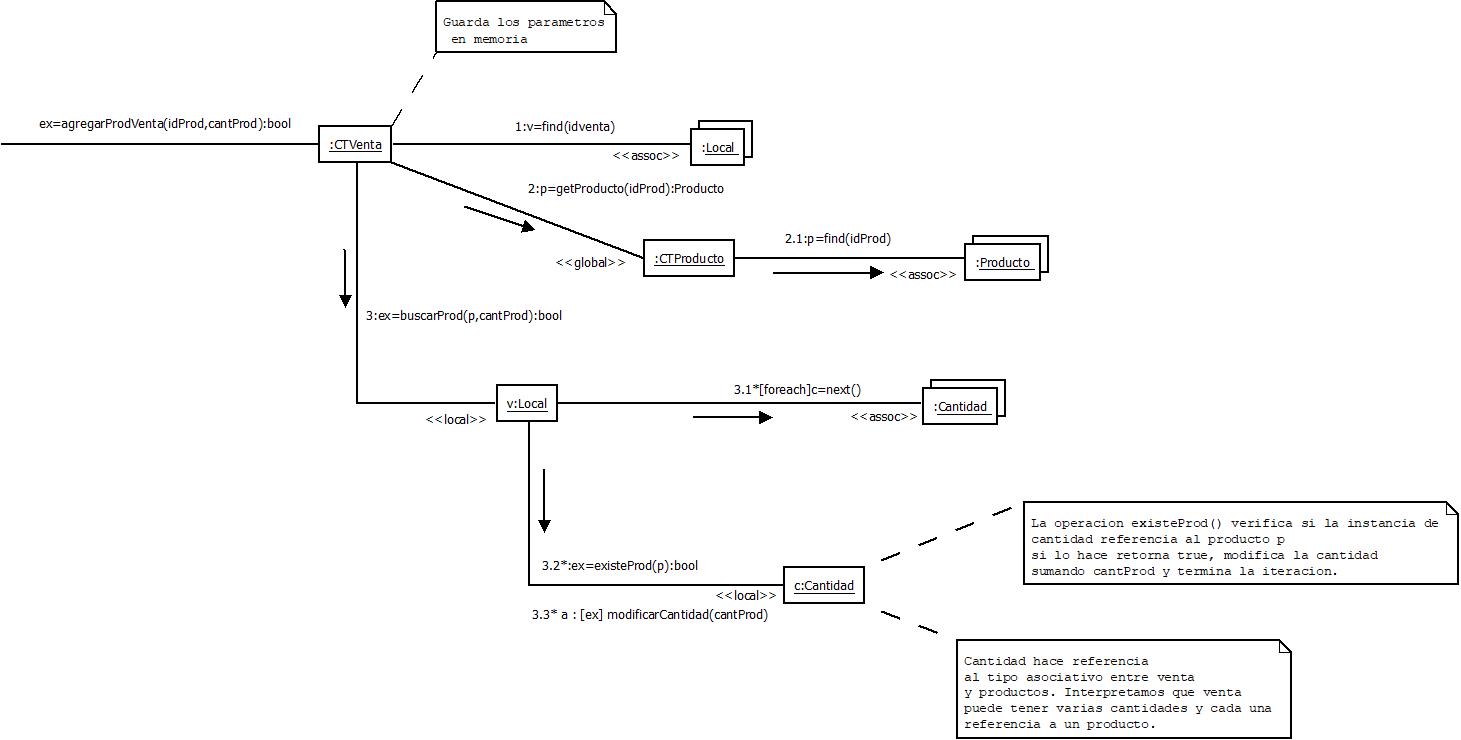 Guarda los parametros
en memoria
ex=agregarProdVenta(idProd,cantProd):bool
:CTVenta
1:v=find(idventa)
<<assoc>>
:Local
2:p=getProducto(idProd):Producto
<<global>>
:CTProducto
2.1:p=find(idProd)
<<assoc>>
:Producto
3:ex=buscarProd(p,cantProd):bool
<<local>>
v:Local
3.1*[foreach]c=next()
<<assoc>>
:Cantidad
3.2*:ex=existeProd(p):bool
<<local>>
c:Cantidad
3.3* a : [ex] modificarCantidad(cantProd)
La operacion existeProd() verifica si la instancia de
cantidad referencia al producto p
si lo hace retorna true, modifica la cantidad
sumando cantProd y termina la iteracion.
Cantidad hace referencia
al tipo asociativo entre venta
y productos. Interpretamos que venta
puede tener varias cantidades y cada una
referencia a un producto.